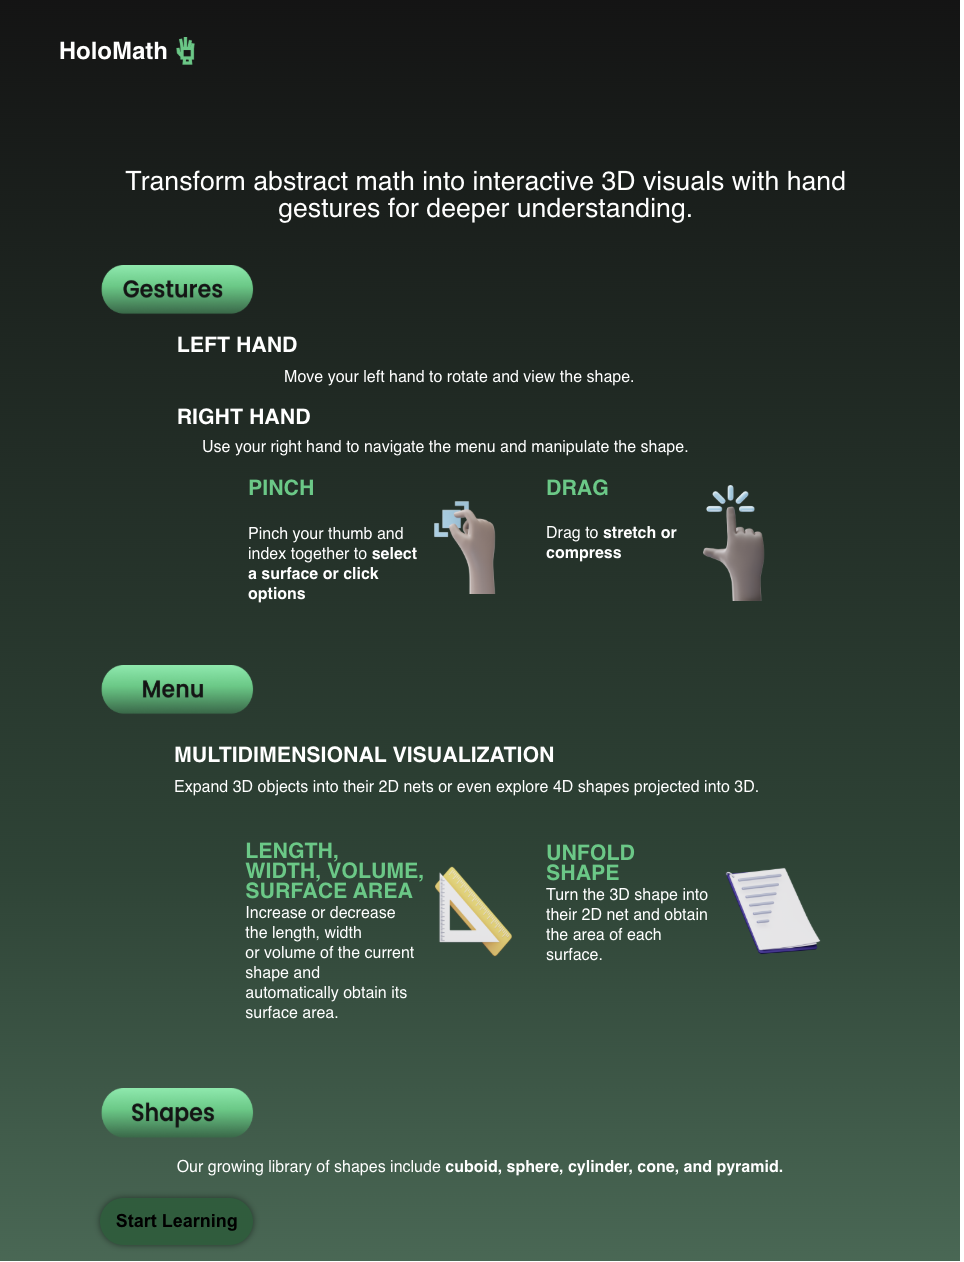 HoloMath
Transform abstract math into interactive 3D visuals with hand
gestures for deeper understanding.
Gestures
LEFT HAND
Move your left hand to rotate and view the shape.
RIGHT HAND
Use your right hand to navigate the menu and manipulate the shape.
PINCH
Pinch your thumb and
index together to select
a surface or click
options
DRAG
Drag to stretch or
compress
Menu
MULTIDIMENSIONAL VISUALIZATION
Expand 3D objects into their 2D nets or even explore 4D shapes projected into 3D.
LENGTH,
WIDTH, VOLUME,
SURFACE AREA
Increase or decrease
the length, width
or volume of the current
shape and
automatically obtain its
surface area.
UNFOLD
SHAPE
Turn the 3D shape into
their 2D net and obtain
the area of each
surface.
Shapes
Our growing library of shapes include cuboid, sphere, cylinder, cone, and pyramid.
Start Learning